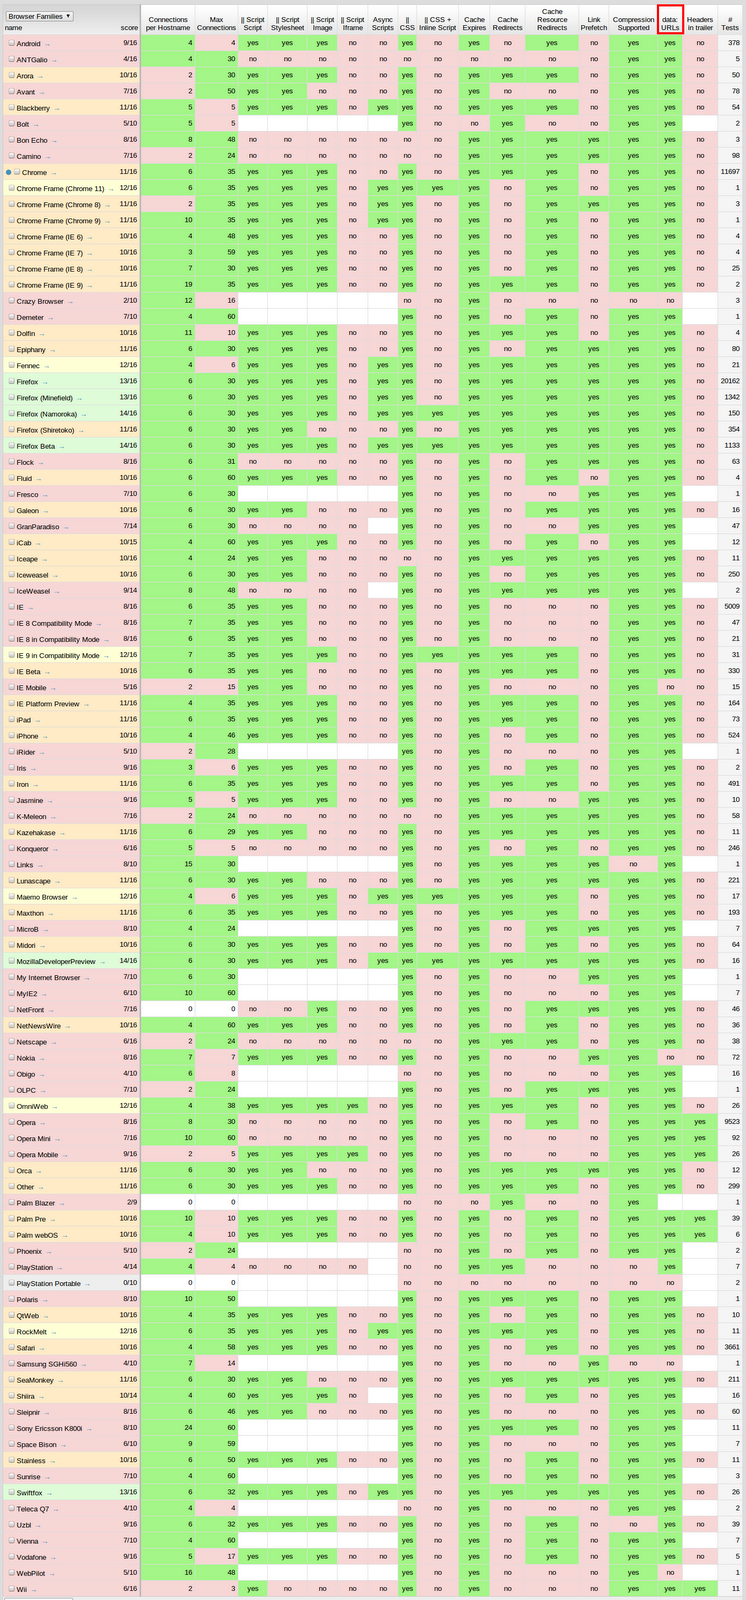 Browser Families ▼
Connections || Script || Script || Script || Script Async || || CSS + Cache Cache Cache Resource Link Compression data: Headers #
name score per Hostname Max Connections Script Stylesheet Image Iframe Scripts CSS Inline Script Expires Redirects Redirects Prefetch Supported URLs in trailer Tests
Android → 9/16 4 4 yes yes yes no no yes no yes no yes no yes yes no 378
ANTGalio → 4/16 4 30 no no no no no no no no no yes no yes yes no 5
Arora → 10/16 2 30 yes yes yes no no yes no yes yes yes no yes yes no 50
Avant → 7/16 2 50 yes yes no no no yes no yes no yes no yes yes no 78
Blackberry → 11/16 5 5 yes yes yes no yes yes no yes yes yes no yes yes no 54
Bolt → 5/10 5 5 yes no no yes no no yes yes 2
Bon Echo → 8/16 8 48 no no no no no no no yes yes yes yes yes yes no 3
Camino → 7/16 2 24 no no no no no no no yes yes yes yes yes yes no 98
Chrome → 11/16 6 35 yes yes yes no no yes no yes yes yes no yes yes no 11697
Chrome Frame (Chrome 11) → 12/16 6 35 yes yes yes no yes yes yes yes no yes no yes yes no 1
Chrome Frame (Chrome 8) → 11/16 2 35 yes yes yes no yes yes no yes no yes yes yes yes no 3
Chrome Frame (Chrome 9) → 11/16 10 35 yes yes yes no yes yes no yes no yes no yes yes no 1
Chrome Frame (IE 6) → 10/16 4 48 yes yes yes no no yes no yes no yes no yes yes no 4
Chrome Frame (IE 7) → 10/16 3 59 yes yes yes no no yes no yes no yes no yes yes no 4
Chrome Frame (IE 8) → 10/16 7 30 yes yes yes no no yes no yes no yes no yes yes no 25
Chrome Frame (IE 9) → 11/16 19 35 yes yes yes no no yes no yes yes yes no yes yes no 2
Crazy Browser → 2/10 12 16 no no yes no no no no no 3
Demeter → 7/10 4 60 yes no yes no yes no yes yes 1
Dolfin → 10/16 11 10 yes yes yes no no yes no yes yes yes no yes yes no 4
Epiphany → 11/16 6 30 yes yes yes no no yes no yes no yes yes yes yes no 80
Fennec → 12/16 4 6 yes yes yes no yes yes no yes yes yes yes yes yes no 21
Firefox → 13/16 6 30 yes yes yes no yes yes no yes yes yes yes yes yes no 20162
Firefox (Minefield) → 13/16 6 30 yes yes yes no yes yes no yes yes yes yes yes yes no 1342
Firefox (Namoroka) → 14/16 6 30 yes yes yes no yes yes yes yes yes yes yes yes yes no 150
Firefox (Shiretoko) → 11/16 6 30 yes yes no no no yes no yes yes yes yes yes yes no 354
Firefox Beta → 14/16 6 30 yes yes yes no yes yes yes yes yes yes yes yes yes no 1133
Flock → 8/16 6 31 no no no no no yes no yes no yes yes yes yes no 63
Fluid → 10/16 6 60 yes yes yes no no yes no yes no yes no yes yes no 4
Fresco → 7/10 6 30 yes no yes no no yes yes yes 1
Galeon → 10/16 6 30 yes yes no no no yes no yes no yes yes yes yes no 16
GranParadiso → 7/14 6 30 no no no no yes no yes no yes yes yes yes 47
iCab → 10/15 4 60 yes yes yes no no yes no yes no yes no yes yes 12
Iceape → 10/16 4 24 yes yes no no no no no yes yes yes yes yes yes no 11
Iceweasel → 10/16 6 30 yes yes no no no yes no yes no yes yes yes yes no 250
IceWeasel → 9/14 8 48 no no no no yes no yes yes yes yes yes yes 2
IE → 8/16 6 35 yes yes no no no yes no yes no no no yes yes no 5009
IE 8 Compatibility Mode → 8/16 7 35 yes yes no no no yes no yes no no no yes yes no 47
IE 8 in Compatibility Mode → 8/16 6 35 yes yes no no no yes no yes no no no yes yes no 21
IE 9 in Compatibility Mode → 12/16 7 35 yes yes yes no no yes yes yes yes yes no yes yes no 31
IE Beta → 10/16 6 35 yes yes no no no yes no yes yes yes no yes yes no 330
IE Mobile → 5/16 2 15 yes yes no no no yes no yes no no no yes no no 15
IE Platform Preview → 11/16 4 35 yes yes yes no no yes no yes yes yes no yes yes no 164
iPad → 11/16 6 35 yes yes yes no no yes no yes yes yes no yes yes no 73
iPhone → 10/16 4 46 yes yes yes no no yes no yes no yes no yes yes no 524
iRider → 5/10 2 28 yes no yes no no no yes yes 1
Iris → 9/16 3 6 yes yes yes no no yes no yes no yes no yes yes no 2
Iron → 11/16 6 35 yes yes yes no no yes no yes yes yes no yes yes no 491
Jasmine → 9/16 5 5 yes yes yes no no yes no yes no no yes yes yes no 10
K-Meleon → 7/16 2 24 no no no no no no no yes yes yes yes yes yes no 58
Kazehakase → 11/16 6 29 yes yes no no no yes no yes yes yes yes yes yes no 11
Konqueror → 6/16 5 5 no no no no no yes no yes no yes no yes yes no 246
Links → 8/10 15 30 yes no yes yes yes yes no yes 1
Lunascape → 11/16 6 30 yes yes no no no yes no yes yes yes yes yes yes no 221
Maemo Browser → 12/16 4 6 yes yes yes no yes yes yes yes yes yes no yes yes no 17
Maxthon → 11/16 6 35 yes yes yes no no yes no yes yes yes no yes yes no 193
MicroB → 8/10 4 24 yes no yes no yes yes yes yes 7
Midori → 10/16 6 30 yes yes yes no no yes no yes no yes no yes yes no 64
MozillaDeveloperPreview → 14/16 6 30 yes yes yes no yes yes yes yes yes yes yes yes yes no 16
My Internet Browser → 7/10 6 30 yes no yes no no yes yes yes 1
MyIE2 → 6/10 10 60 yes no yes no no no yes yes 7
NetFront → 7/16 0 0 no no yes no no yes no yes no yes yes yes yes no 46
NetNewsWire → 10/16 4 60 yes yes yes no no yes no yes no yes no yes yes no 36
Netscape → 6/16 2 24 no no no no no no no yes no yes yes yes yes no 38
Nokia → 8/16 7 7 yes yes yes no no yes no yes no no yes yes no no 72
Obigo → 4/10 6 8 yes no yes no no no yes yes 16
OLPC → 7/10 2 24 yes no yes no yes yes yes yes 1
OmniWeb → 12/16 4 38 yes yes yes yes no yes no yes yes yes no yes yes no 26
Opera → 8/16 8 30 no no no no no yes no yes no yes no yes yes yes 9523
Opera Mini → 7/16 10 60 no no no no no yes no yes no no no yes yes yes 92
Opera Mobile → 9/16 2 5 yes yes yes yes no yes no yes no no no yes yes yes 26
Orca → 11/16 6 30 yes yes no no no yes no yes yes yes yes yes yes no 12
Other → 11/16 6 30 yes yes yes no no yes no yes yes yes no yes yes no 299
Palm Blazer → 2/9 0 0 no no no yes no no yes 1
Palm Pre → 10/16 10 10 yes yes yes no no yes no yes no yes no yes yes yes 39
Palm webOS → 10/16 4 10 yes yes yes no no yes no yes no yes no yes yes yes 6
Phoenix → 5/10 2 24 no no yes no yes no yes yes 2
PlayStation → 4/14 4 4 no no no no no no yes yes no no no yes 7
PlayStation Portable → 0/10 0 0 no no no no no no no no 2
Polaris → 8/10 10 50 yes no yes no yes yes yes yes 1
QtWeb → 10/16 4 35 yes yes yes no no yes no yes no yes no yes yes no 10
RockMelt → 12/16 6 35 yes yes yes no yes yes no yes yes yes no yes yes no 11
Safari → 10/16 4 58 yes yes yes no no yes no yes no yes no yes yes no 3661
Samsung SGHi560 → 4/10 7 14 yes no yes no no yes no no 1
SeaMonkey → 11/16 6 30 yes yes no no no yes no yes yes yes yes yes yes no 211
Shiira → 10/14 4 60 yes yes yes no yes no yes no yes no yes yes 16
Sleipnir → 8/16 6 46 yes yes no no no yes no yes no no no yes yes no 60
Sony Ericsson K800i → 8/10 24 60 yes no yes yes yes no yes yes 11
Space Bison → 6/10 9 59 yes no yes no no no yes yes 7
Stainless → 10/16 6 50 yes yes yes no no yes no yes no yes no yes yes no 11
Sunrise → 7/10 4 60 yes no yes no yes no yes yes 3
Swiftfox → 13/16 6 32 yes yes yes no yes yes no yes yes yes yes yes yes no 26
Teleca Q7 → 4/10 4 4 no no yes no no no yes yes 2
Uzbl → 9/16 6 32 yes yes yes no no yes no yes no yes no no yes no 39
Vienna → 7/10 4 60 yes no yes no yes no yes yes 7
Vodafone → 9/16 5 17 yes yes yes no no yes no yes no yes no yes yes no 5
WebPilot → 5/10 16 48 yes no yes no no no yes no 1
Wii → 6/16 2 3 yes no no no no yes no yes no no no yes yes yes 11